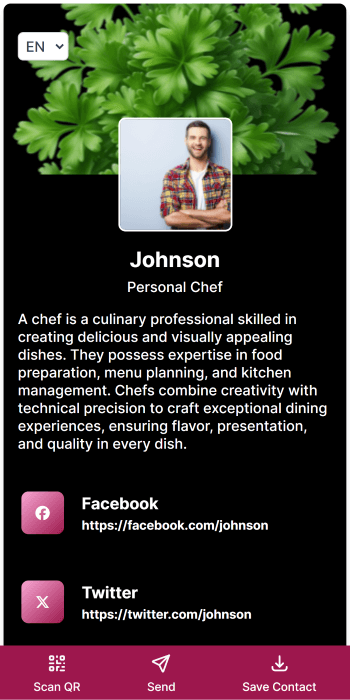 EN
Johnson
Personal Chef
A chef is a culinary professional skilled in
creating delicious and visually appealing
dishes. They possess expertise in food
preparation, menu planning, and kitchen
management. Chefs combine creativity with
technical precision to craft exceptional dining
experiences, ensuring flavor, presentation,
and quality in every dish.
Facebook
https://facebook.com/johnson
Twitter
https://twitter.com/johnson
Scan QR
Send
Save Contact